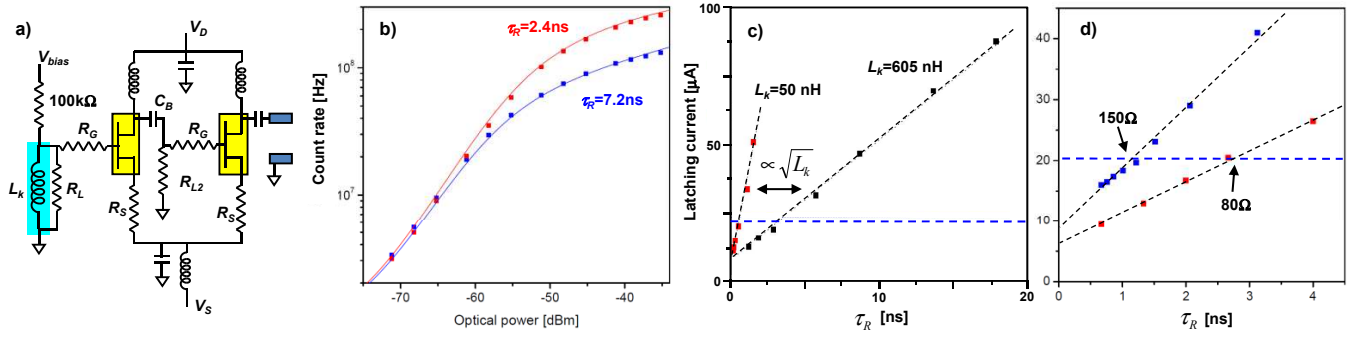 a)
V_D
V_bias
100kΩ
C_B
R_G
R_G
L_k
R_L
R_L2
R_S
R_S
V_S
b)
τ_R=2.4ns
τ_R=7.2ns
Count rate [Hz]
10^8
10^7
-70
-60
-50
-40
Optical power [dBm]
c)
L_k=50 nH
L_k=605 nH
∝√L_k
Latching current [µA]
100
50
0
0
10
20
τ_R [ns]
d)
150Ω
80Ω
40
30
20
10
0
0
1
2
3
4
τ_R [ns]